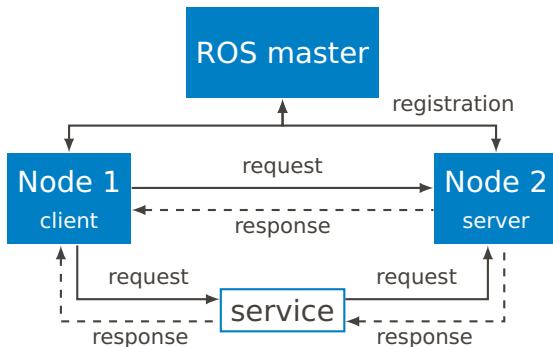 ROS master
registration
Node 1
client
request
Node 2
server
response
request
request
service
response
response